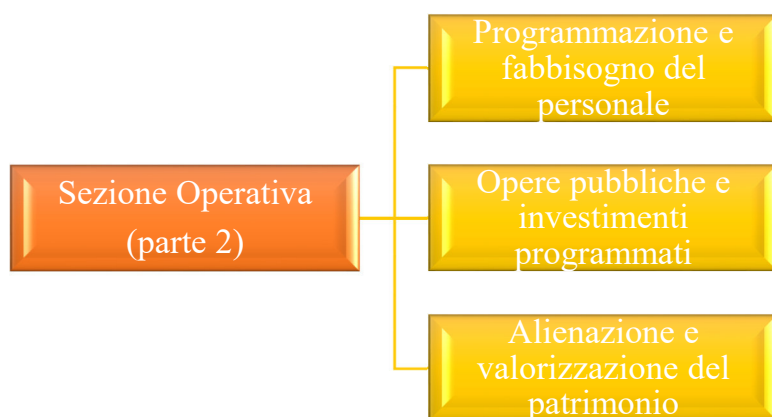 Programmazione e
fabbisogno del
personale
Sezione Operativa
(parte 2)
Opere pubbliche e
investimenti
programmati
Alienazione e
valorizzazione del
patrimonio